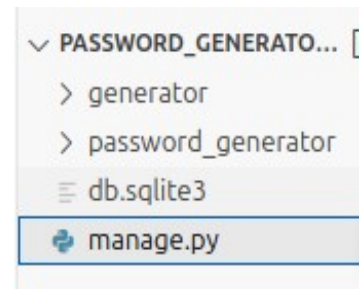 PASSWORD_GENERATO...
generator
password_generator
db.sqlite3
manage.py